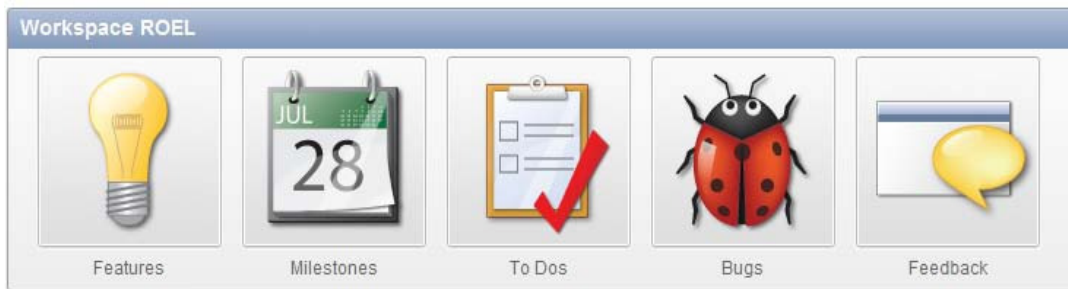 Workspace ROEL
JUL
28
Features
Milestones
To Dos
Bugs
Feedback